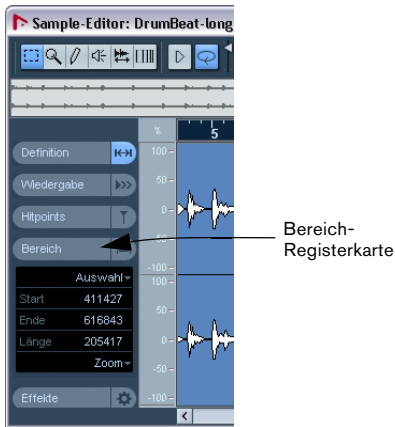 Sample-Editor: DrumBeat-long
%
5
Definition
100
Wiedergabe
50
Hitpoints
0
Bereich
-50
Bereich-
Registerkarte
-100
100
Auswahl
Start 411427
50
Ende 616843
Länge 205417
0
Zoom
-50
Effekte
-100